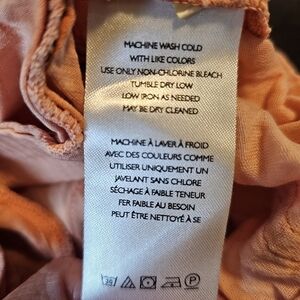 MACHINE WASH COLD
WITH LIKE COLORS
USE ONLY NON-CHLORINE BLEACH
TUMBLE DRY LOW
LOW IRON AS NEEDED
MAY BE DRY CLEANED
MACHINE À LAVER À FROID
AVEC DES COULEURS COMME
UTILISER UNIQUEMENT UN
JAVELANT SANS CHLORE
SÉCHAGE À FAIBLE TENEUR
FER FAIBLE AU BESOIN
PEUT ÊTRE NETTOYÉ À SE
30 P